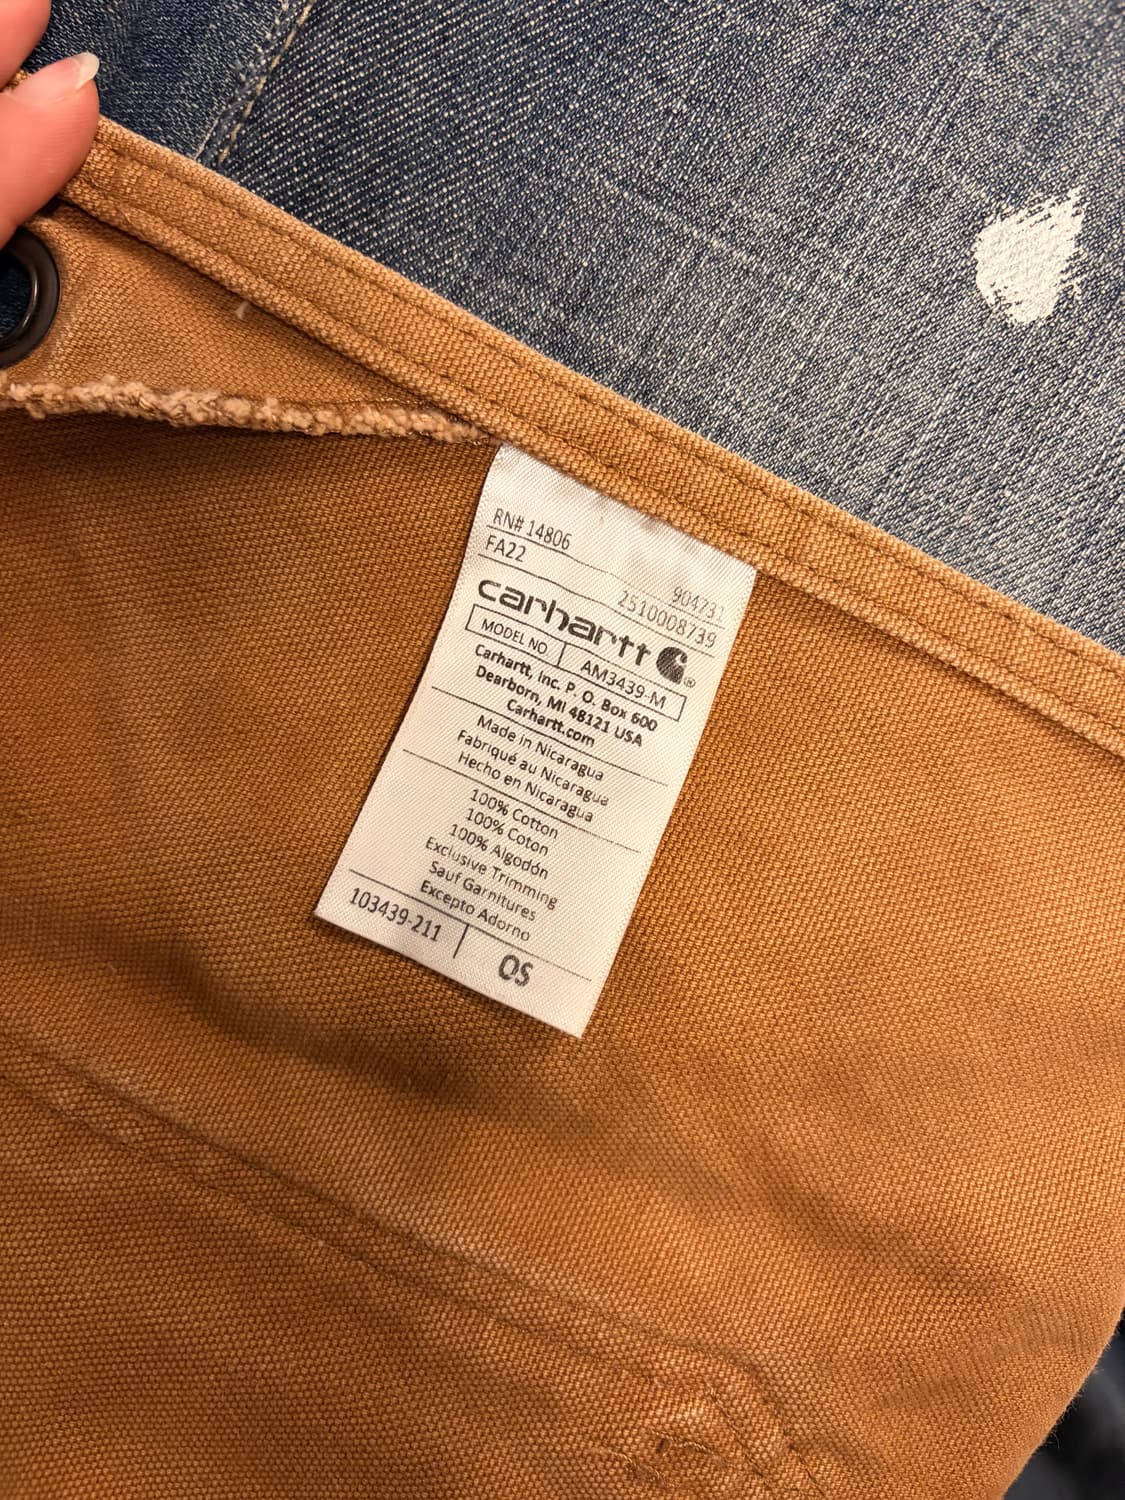 RN# 14806
904731
FA22
2510008739
carhartt ®
MODEL NO. AM3439-M
Carhartt, Inc. P. O. Box 600
Dearborn, MI 48121 USA
Carhartt.com
Made in Nicaragua
Fabriqué au Nicaragua
Hecho en Nicaragua
100% Cotton
100% Coton
100% Algodón
Exclusive Trimming
Sauf Garnitures
Excepto Adorno
103439-211 | OS